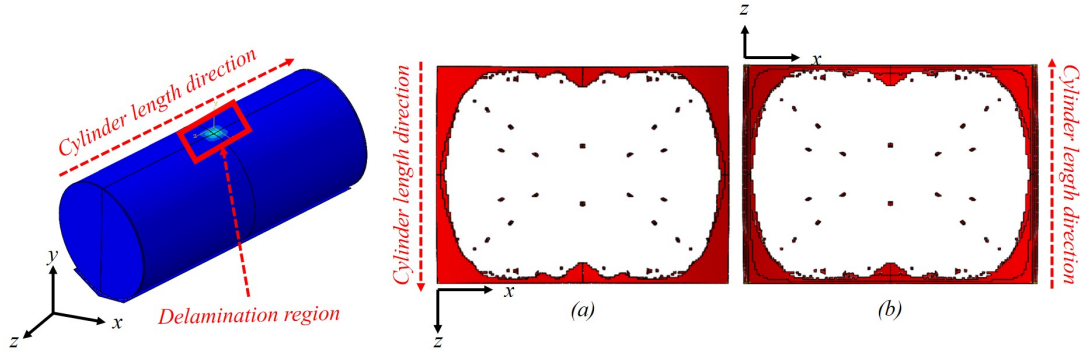 Cylinder length direction
y
x
z
Delamination region
Cylinder length direction
z
x
(a)
z
x
(b)
Cylinder length direction